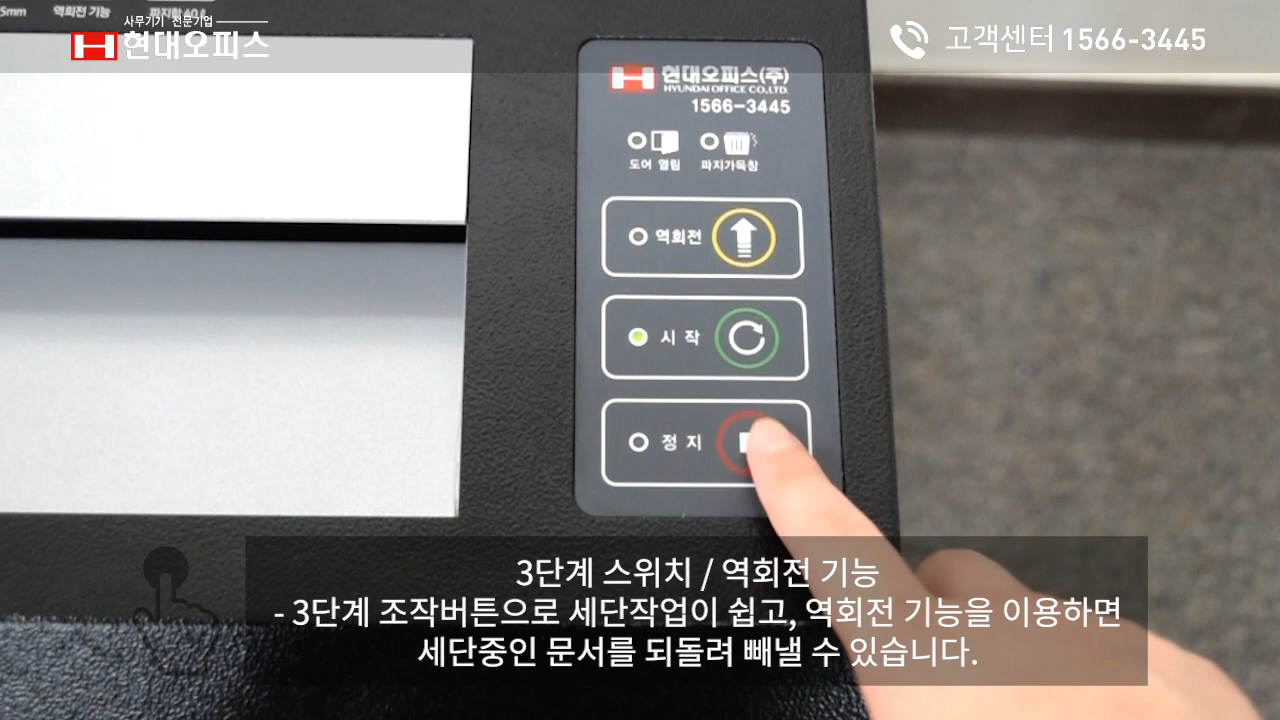 5mm 역회전 기능 파지함 60ℓ
사무기기 전문기업
현대오피스
고객센터 1566-3445
현대오피스(주)
HYUNDAI OFFICE CO.,LTD.
1566-3445
도어 열림 파지가득참
역회전
시 작
정 지
3단계 스위치 / 역회전 기능
- 3단계 조작버튼으로 세단작업이 쉽고, 역회전 기능을 이용하면
세단중인 문서를 되돌려 빼낼 수 있습니다.